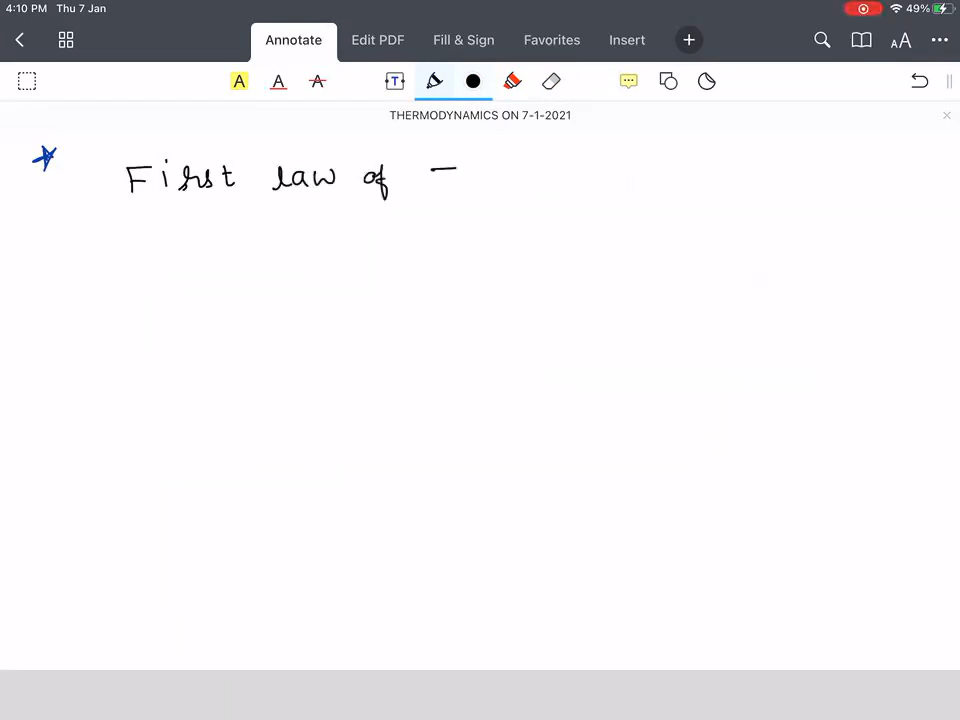 4:10 PM Thu 7 Jan 49%
Annotate Edit PDF Fill & Sign Favorites Insert
THERMODYNAMICS ON 7-1-2021
First law of